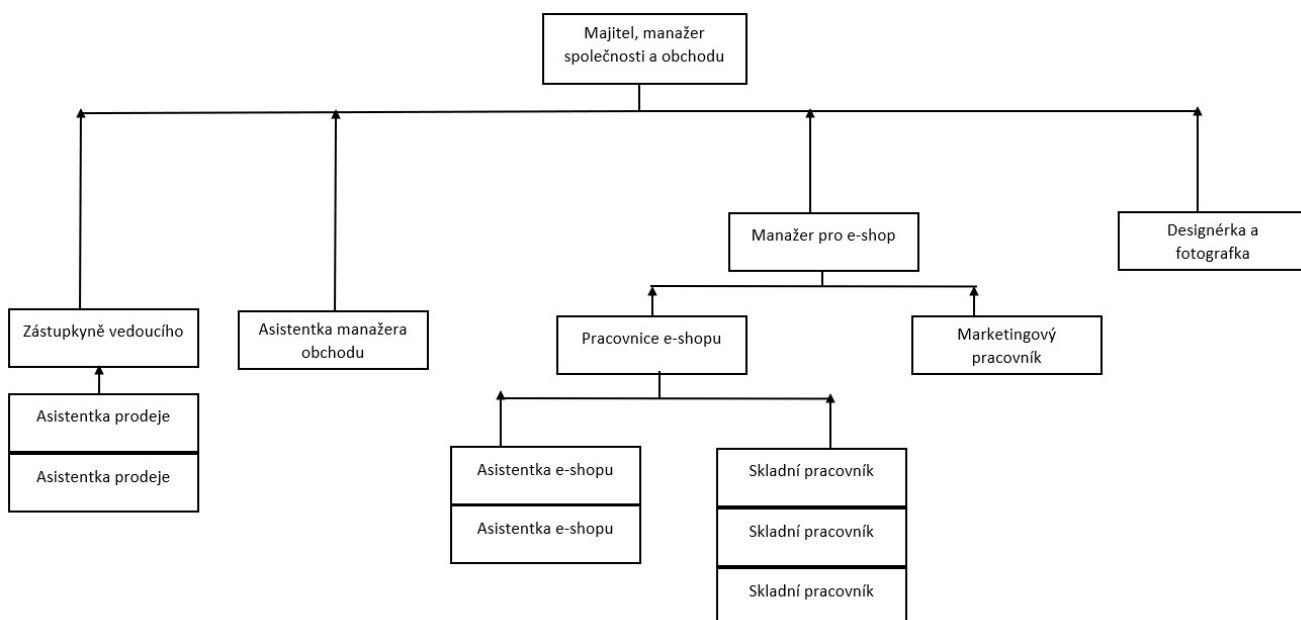 Majitel, manažer
společnosti a obchodu
Manažer pro e-shop
Designérka a
fotografka
Zástupkyně vedoucího
Asistentka manažera
obchodu
Pracovnice e-shopu
Marketingový
pracovník
Asistentka prodeje
Asistentka prodeje
Asistentka e-shopu
Asistentka e-shopu
Skladní pracovník
Skladní pracovník
Skladní pracovník